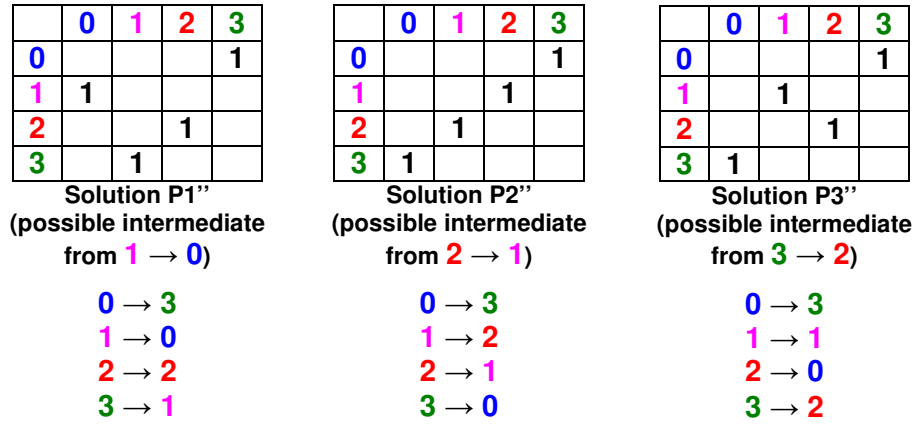 0 1 2 3
0 1
1 1
2 1
3 1
Solution P1''
(possible intermediate
from 1 → 0)
0 → 3
1 → 0
2 → 2
3 → 1
0 1 2 3
0 1
1 1
2 1
3 1
Solution P2''
(possible intermediate
from 2 → 1)
0 → 3
1 → 2
2 → 1
3 → 0
0 1 2 3
0 1
1 1
2 1
3 1
Solution P3''
(possible intermediate
from 3 → 2)
0 → 3
1 → 1
2 → 0
3 → 2